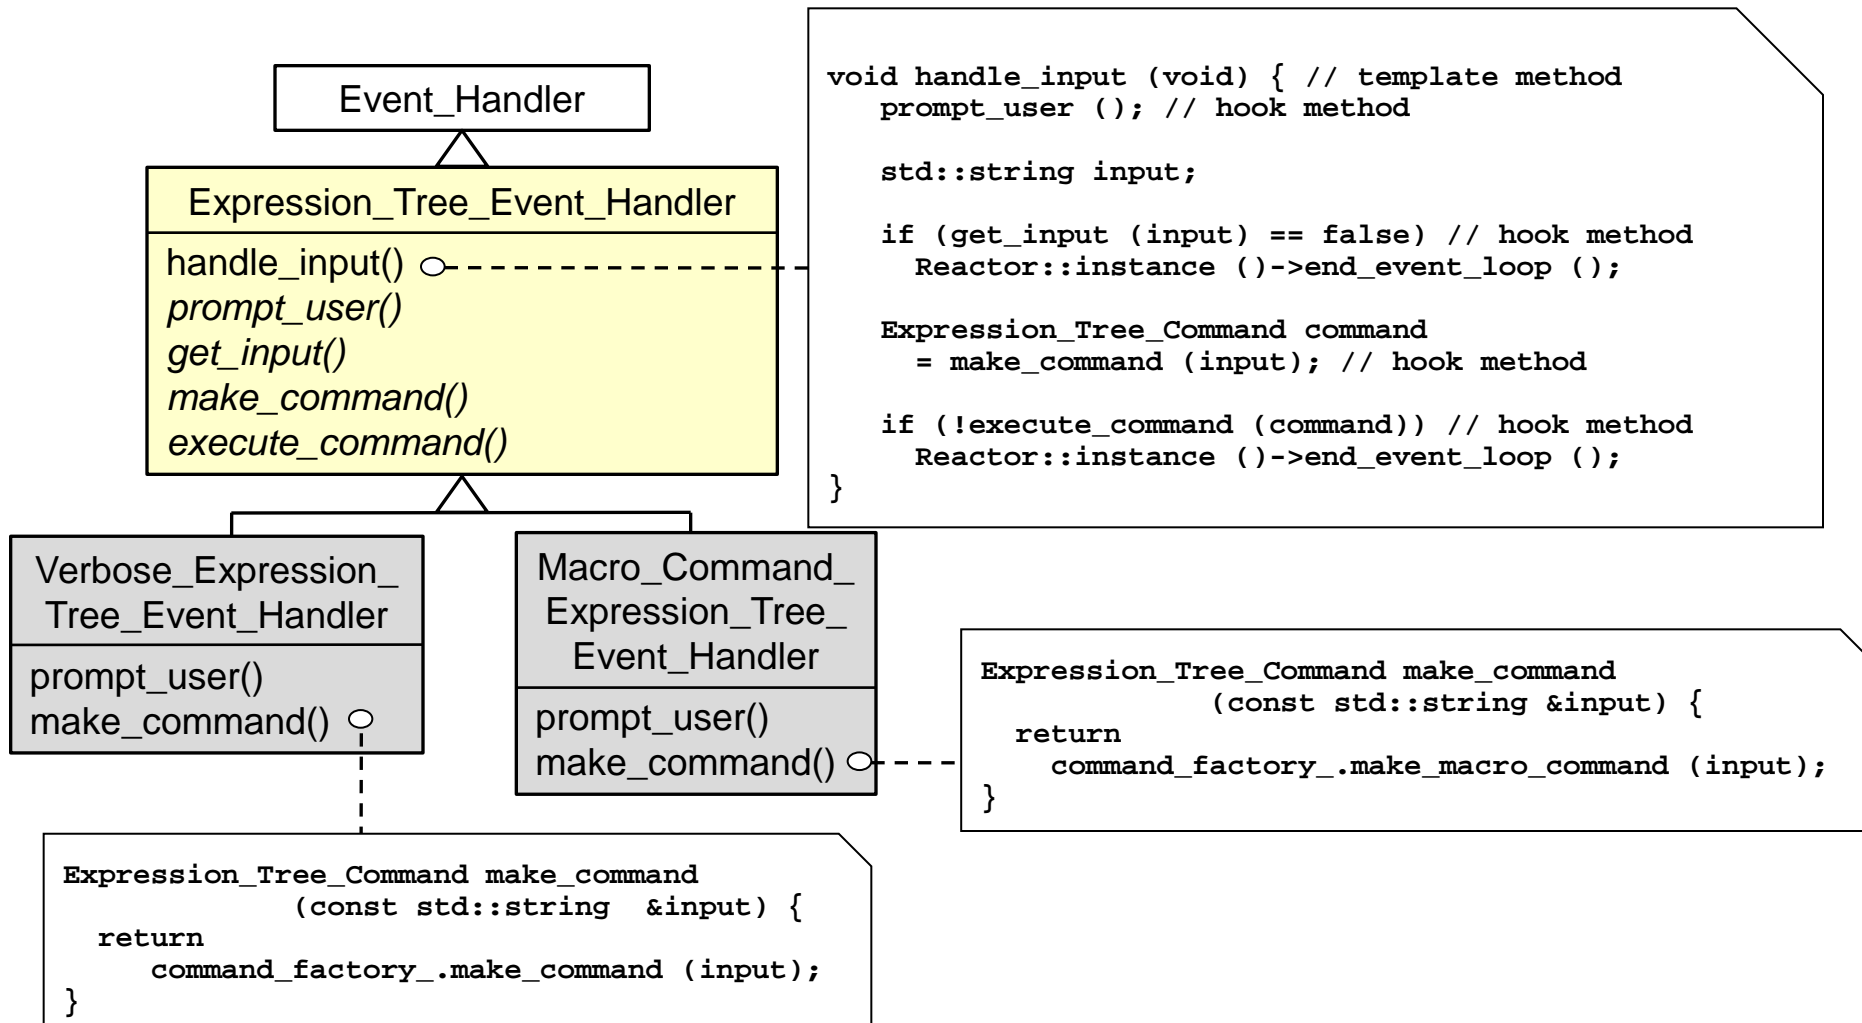 Event_Handler
Expression_Tree_Event_Handler
handle_input()
prompt_user()
get_input()
make_command()
execute_command()
void handle_input (void) { // template method
prompt_user (); // hook method
std::string input;
if (get_input (input) == false) // hook method
Reactor::instance ()->end_event_loop ();
Expression_Tree_Command command
= make_command (input); // hook method
if (!execute_command (command)) // hook method
Reactor::instance ()->end_event_loop ();
}
Verbose_Expression_
Tree_Event_Handler
prompt_user()
make_command()
Macro_Command_
Expression_Tree_
Event_Handler
prompt_user()
make_command()
Expression_Tree_Command make_command
(const std::string &input) {
return
command_factory_.make_macro_command (input);
}
Expression_Tree_Command make_command
(const std::string  &input) {
return
command_factory_.make_command (input);
}